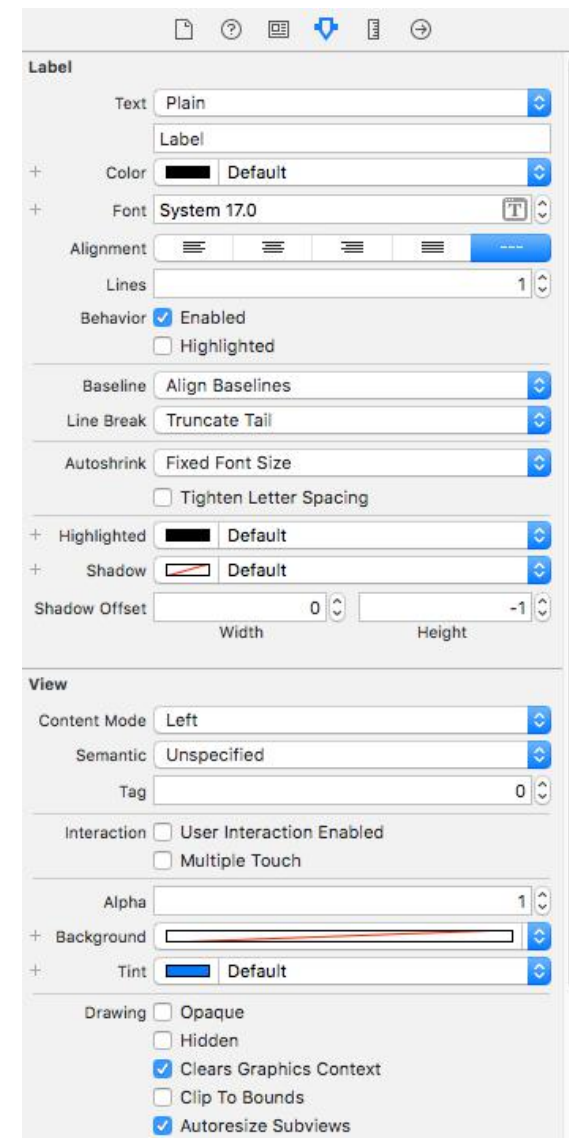 Label
Text Plain
Label
Color Default
Font System 17.0
Alignment
Lines 1
Behavior Enabled
Highlighted
Baseline Align Baselines
Line Break Truncate Tail
Autoshrink Fixed Font Size
Tighten Letter Spacing
Highlighted Default
Shadow Default
Shadow Offset 0 -1
Width Height
View
Content Mode Left
Semantic Unspecified
Tag 0
Interaction User Interaction Enabled
Multiple Touch
Alpha 1
Background
Tint Default
Drawing Opaque
Hidden
Clears Graphics Context
Clip To Bounds
Autoresize Subviews